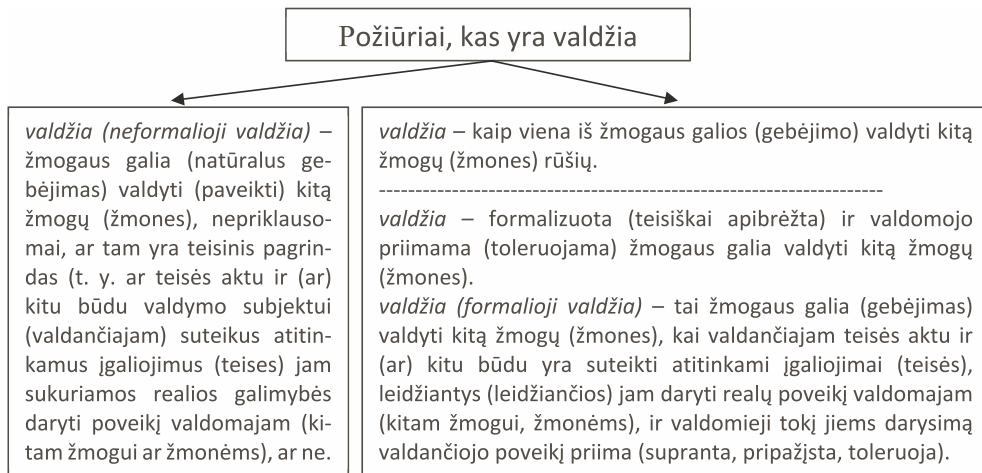 Požiūriai, kas yra valdžia
valdžia (neformalioji valdžia) –
žmogaus galia (natūralus ge-
bėjimas) valdyti (paveikti) kitą
žmogų (žmones), nepriklauso-
mai, ar tam yra teisinis pagrin-
das (t. y. ar teisės aktu ir (ar)
kitu būdu valdymo subjektui
(valdančiajam) suteikus atitin-
kamus įgaliojimus (teises) jam
sukuriamos realios galimybės
daryti poveikį valdomajam (ki-
tam žmogui ar žmonėms), ar ne.
valdžia – kaip viena iš žmogaus galios (gebėjimo) valdyti kitą
žmogų (žmones) rūšių.
----------------------------------------------------------------------
valdžia – formalizuota (teisiškai apibrėžta) ir valdomojo
priimama (toleruojama) žmogaus galia valdyti kitą žmogų
(žmones).
valdžia (formalioji valdžia) – tai žmogaus galia (gebėjimas)
valdyti kitą žmogų (žmones), kai valdančiajam teisės aktu ir
(ar) kitu būdu yra suteikti atitinkami įgaliojimai (teisės),
leidžiantys (leidžiančios) jam daryti realų poveikį valdomajam
(kitam žmogui, žmonėms), ir valdomieji tokį jiems darysimą
valdančiojo poveikį priima (supranta, pripažįsta, toleruoja).